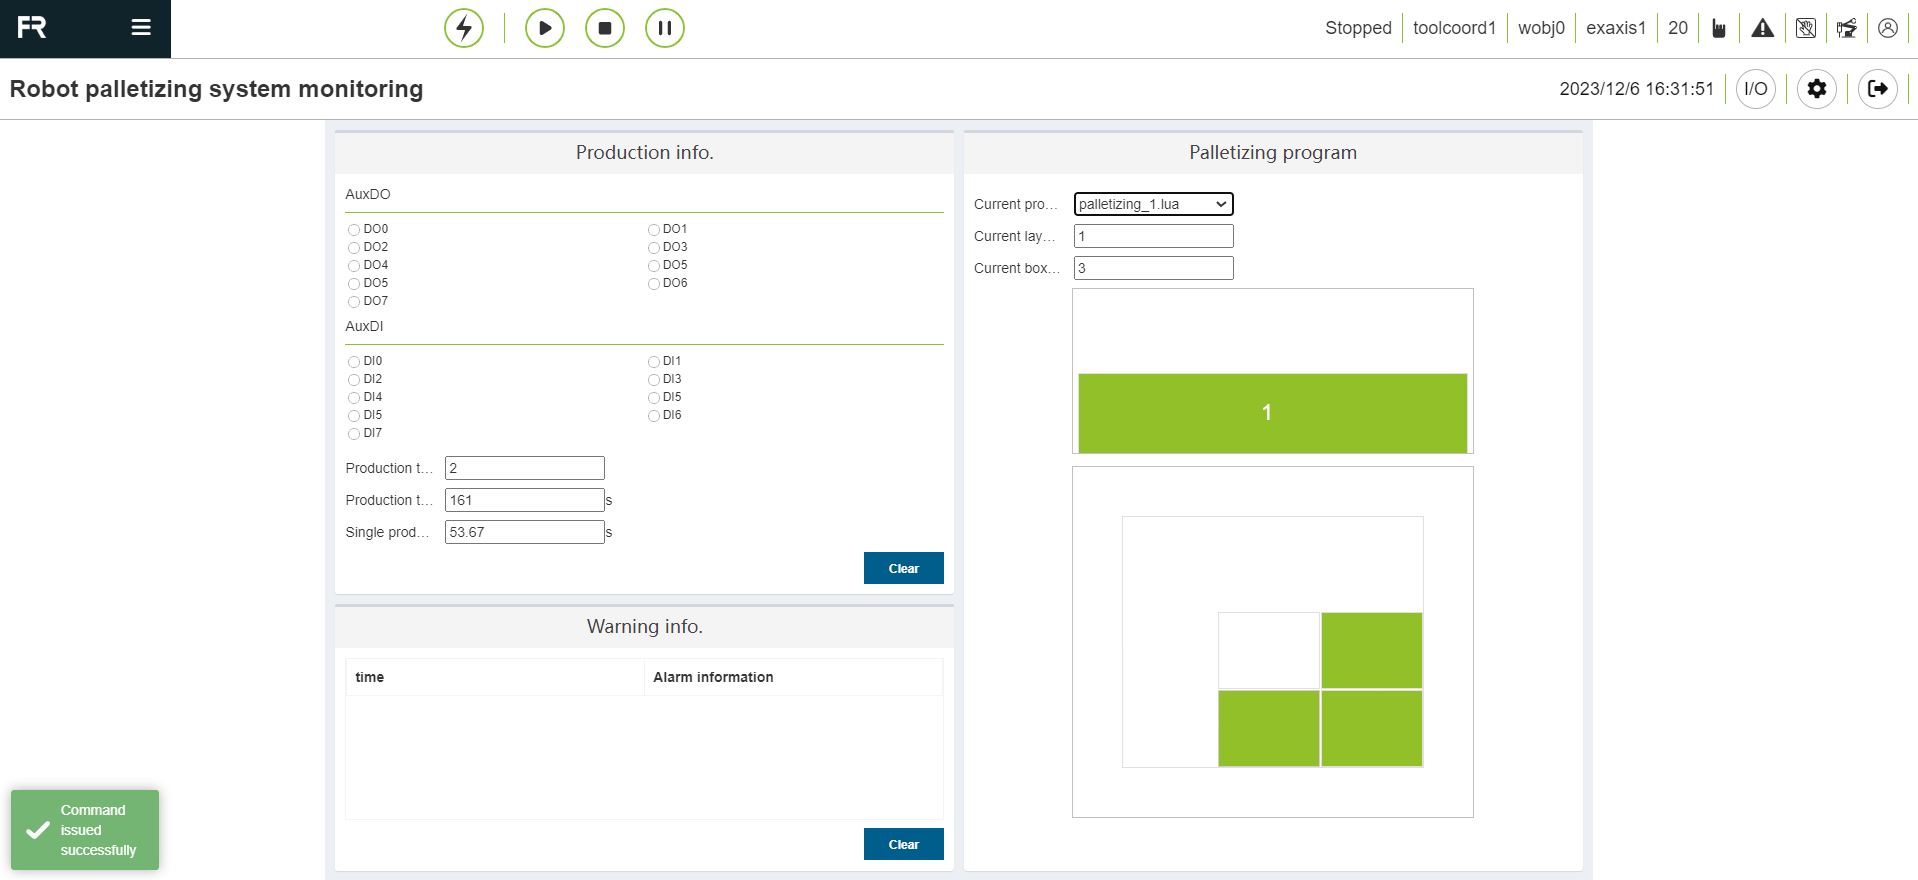 FR
Stopped toolcoord1 wobj0 exaxis1 20
Robot palletizing system monitoring
2023/12/6 16:31:51 I/O
Production info.
AuxDO
DO0 DO1
DO2 DO3
DO4 DO5
DO5 DO6
DO7
AuxDI
DI0 DI1
DI2 DI3
DI4 DI5
DI5 DI6
DI7
Production t... 2
Production t... 161 s
Single prod... 53.67 s
Clear
Warning info.
time Alarm information
Clear
Palletizing program
Current pro... palletizing_1.lua
Current lay... 1
Current box... 3
1
Command
issued
successfully